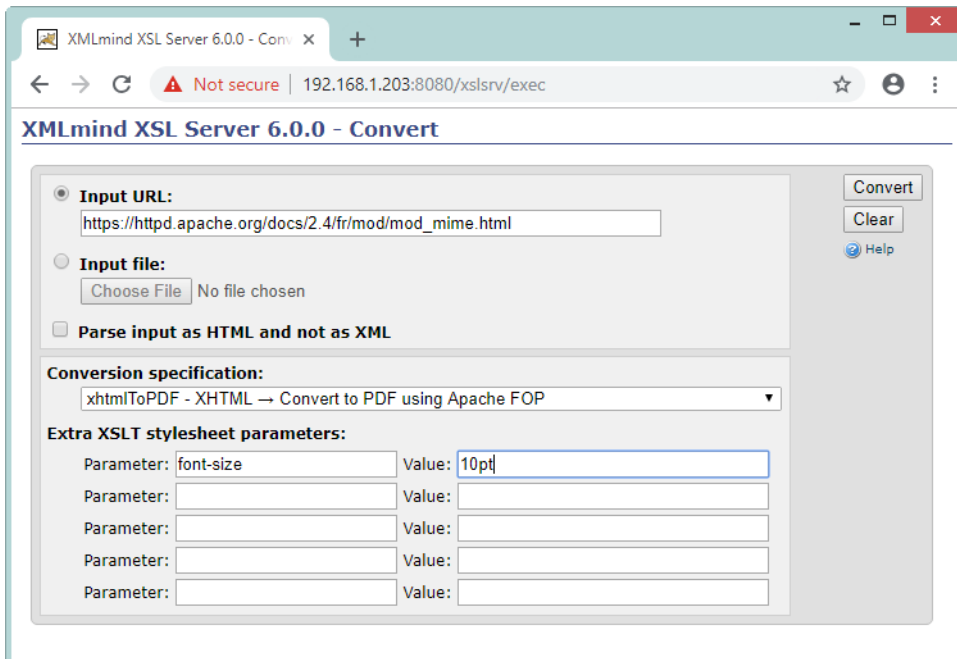 XMLmind XSL Server 6.0.0 - Conv
Not secure | 192.168.1.203:8080/xslsrv/exec
XMLmind XSL Server 6.0.0 - Convert
Input URL:
https://httpd.apache.org/docs/2.4/fr/mod/mod_mime.html
Convert
Clear
Help
Input file:
Choose File No file chosen
Parse input as HTML and not as XML
Conversion specification:
xhtmlToPDF - XHTML → Convert to PDF using Apache FOP
Extra XSLT stylesheet parameters:
Parameter: font-size Value: 10pt
Parameter: Value:
Parameter: Value:
Parameter: Value:
Parameter: Value: